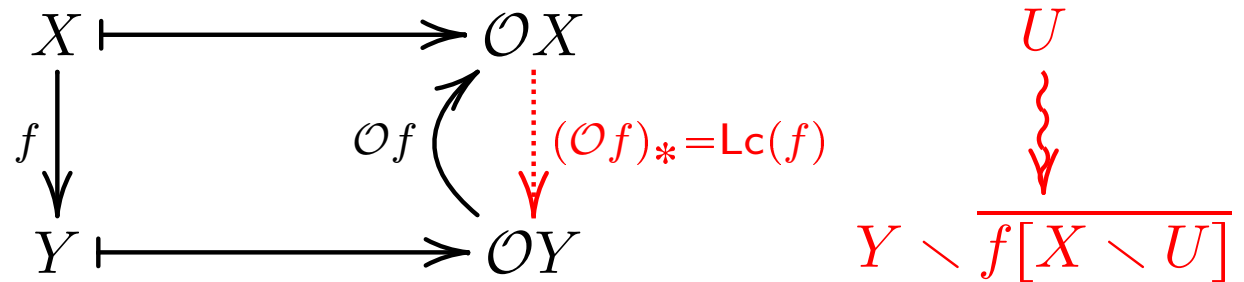 X 𝒪X U
f 𝒪f (𝒪f)_*=Lc(f)
Y 𝒪Y Y ∖ \overline{f[X ∖ U]}